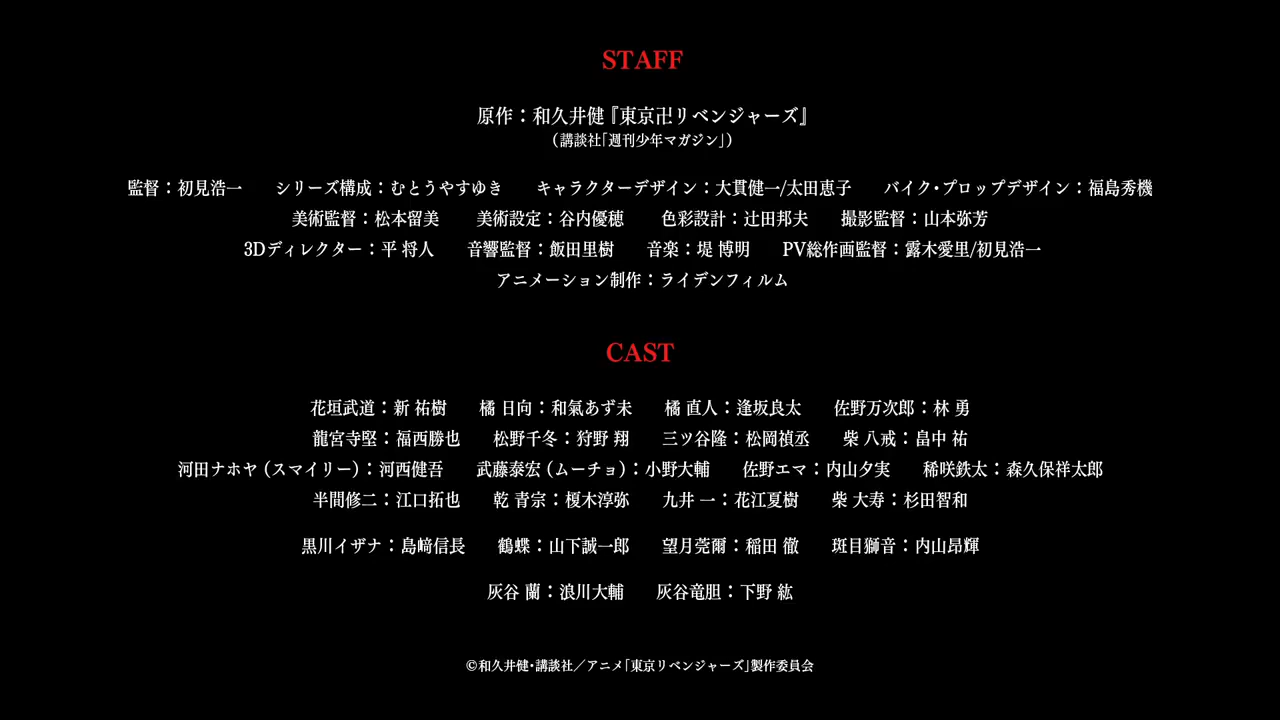 STAFF
原作：和久井健『東京卍リベンジャーズ』
（講談社「週刊少年マガジン」）
監督：初見浩一　シリーズ構成：むとうやすゆき　キャラクターデザイン：大貫健一/太田恵子　バイク・プロップデザイン：福島秀機
美術監督：松本留美　美術設定：谷内優穂　色彩設計：辻田邦夫　撮影監督：山本弥芳
3Dディレクター：平 将人　音響監督：飯田里樹　音楽：堤 博明　PV総作画監督：露木愛里/初見浩一
アニメーション制作：ライデンフィルム
CAST
花垣武道：新 祐樹　橘 日向：和氣あず未　橘 直人：逢坂良太　佐野万次郎：林 勇
龍宮寺堅：福西勝也　松野千冬：狩野 翔　三ツ谷隆：松岡禎丞　柴 八戒：畠中 祐
河田ナホヤ（スマイリー）：河西健吾　武藤泰宏（ムーチョ）：小野大輔　佐野エマ：内山夕実　稀咲鉄太：森久保祥太郎
半間修二：江口拓也　乾 青宗：榎木淳弥　九井 一：花江夏樹　柴 大寿：杉田智和
黒川イザナ：島﨑信長　鶴蝶：山下誠一郎　望月莞爾：稲田 徹　斑目獅音：内山昂輝
灰谷 蘭：浪川大輔　灰谷竜胆：下野 紘
©和久井健・講談社／アニメ「東京リベンジャーズ」製作委員会